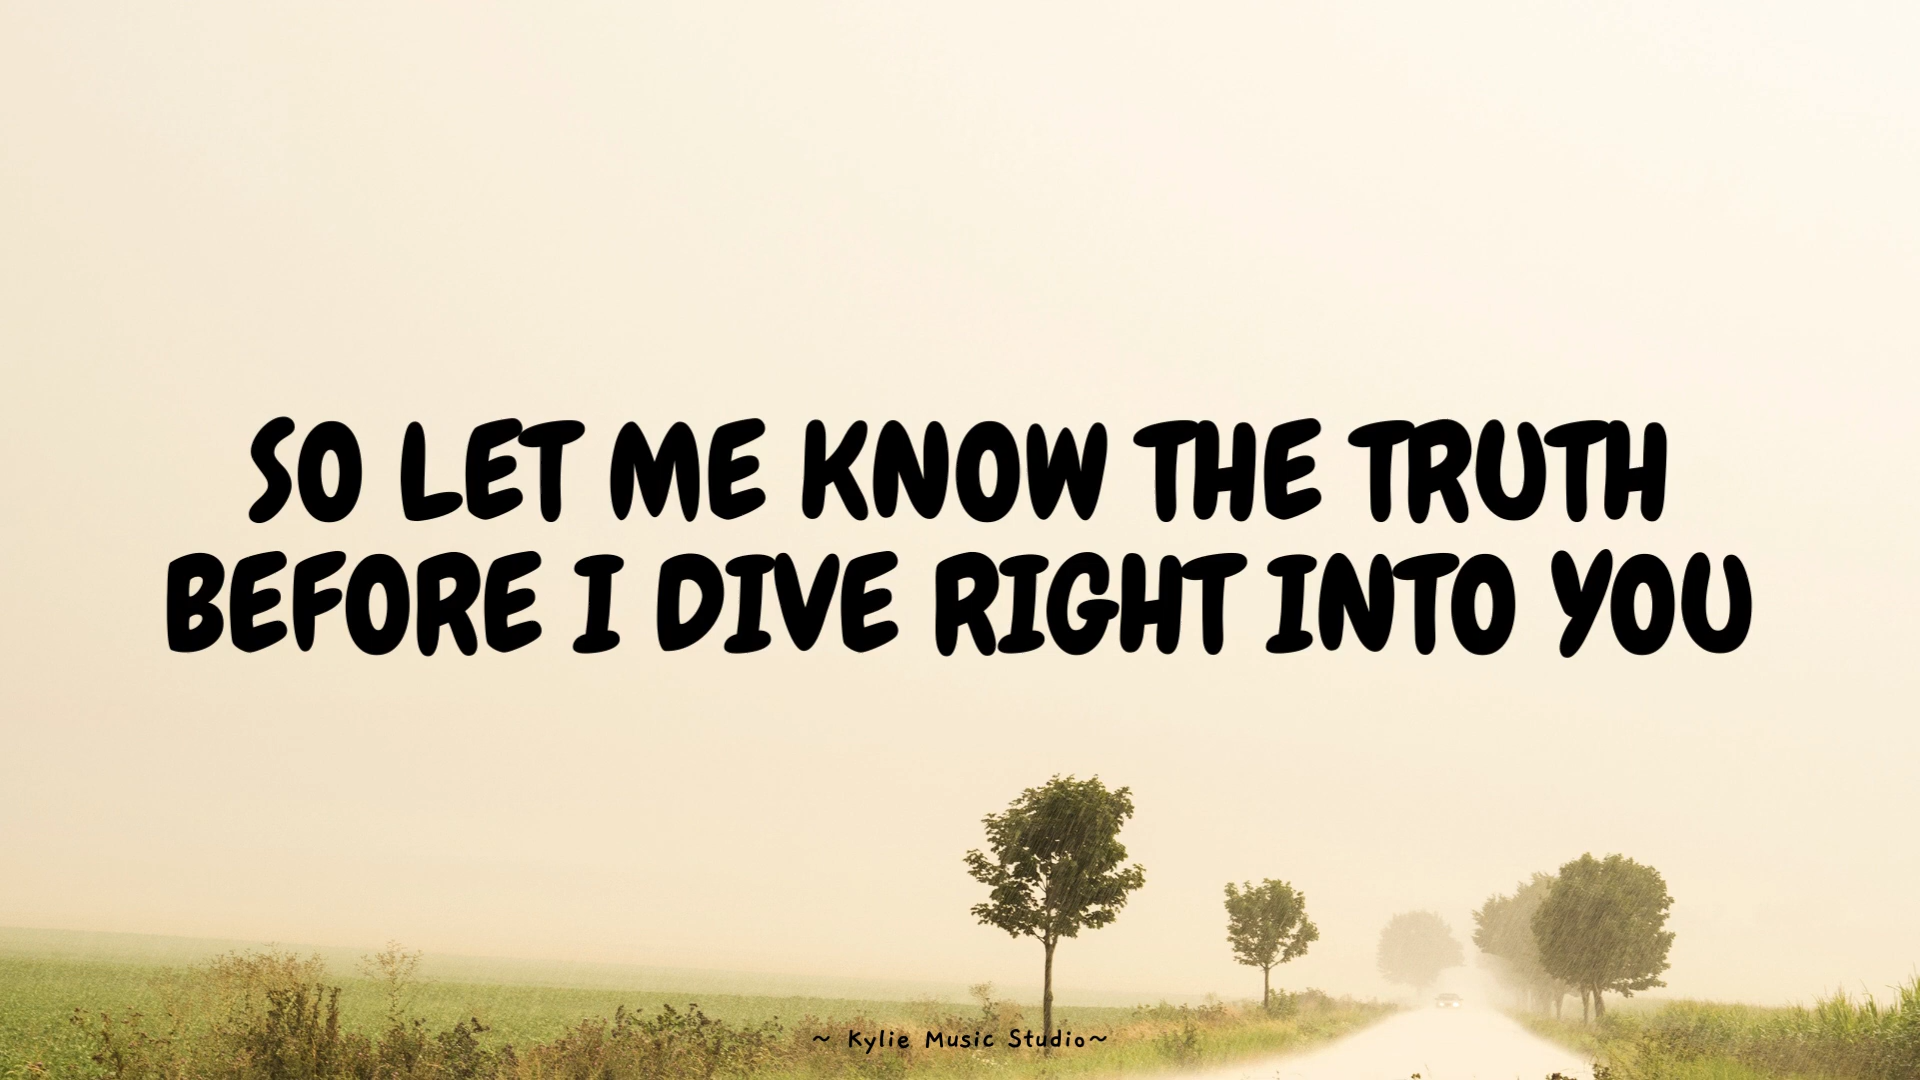 SO LET ME KNOW THE TRUTH
BEFORE I DIVE RIGHT INTO YOU
~ Kylie Music Studio~